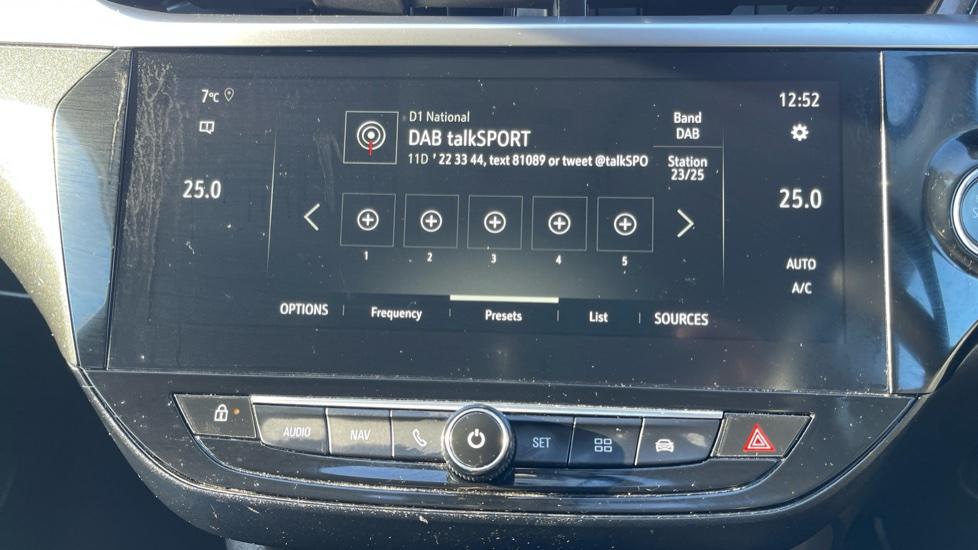 7°C
12:52
D1 National
DAB talkSPORT
11D ' 22 33 44, text 81089 or tweet @talkSPO
Band
DAB
Station
23/25
25.0
25.0
1 2 3 4 5
AUTO
A/C
OPTIONS Frequency Presets List SOURCES
AUDIO NAV SET